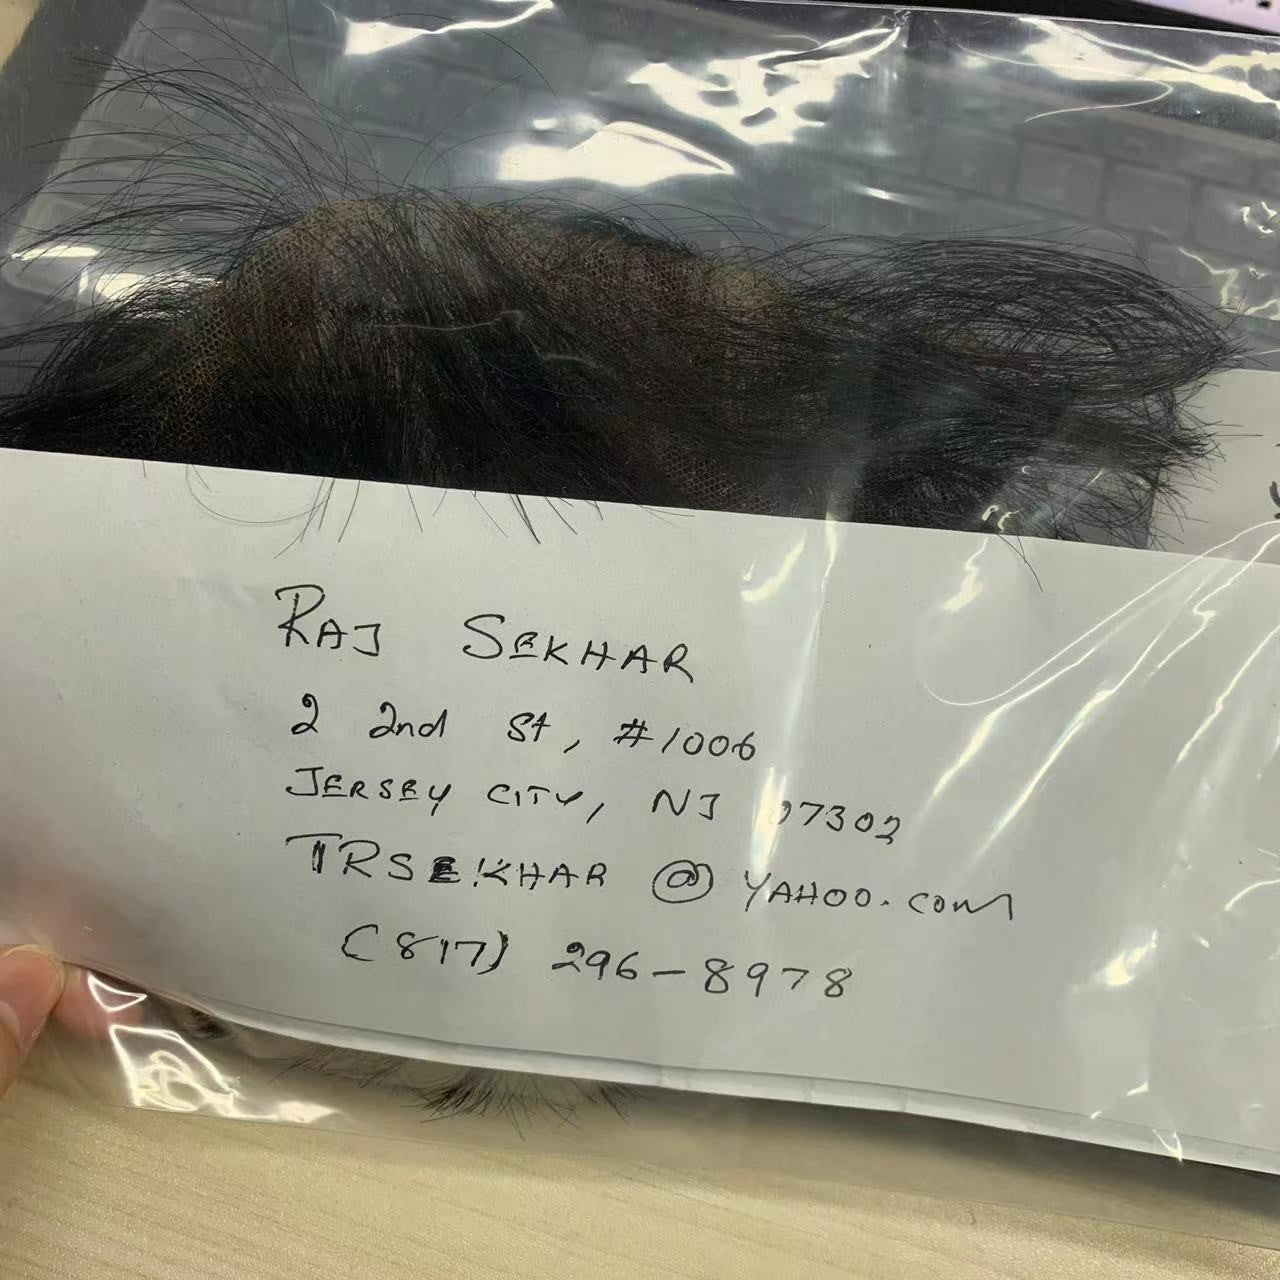 RAJ SEKHAR
2 2nd St, #1006
JERSEY CITY, NJ 07302
TRSEKHAR @ YAHOO.COM
(817) 296-8978